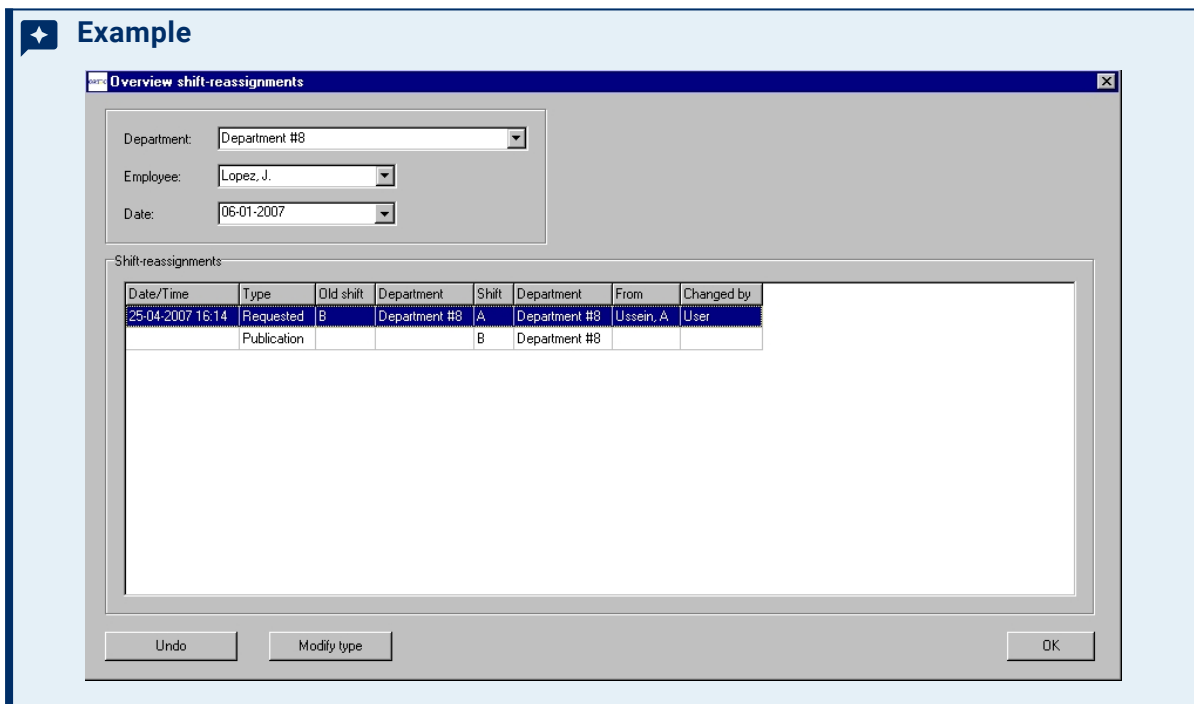 Example
Overview shift-reassignments
Department: Department #8
Employee: Lopez, J.
Date: 06-01-2007
Shift-reassignments
Date/Time Type Old shift Department Shift Department From Changed by
25-04-2007 16:14 Requested B Department #8 A Department #8 Ussein, A User
Publication B Department #8
Undo Modify type OK